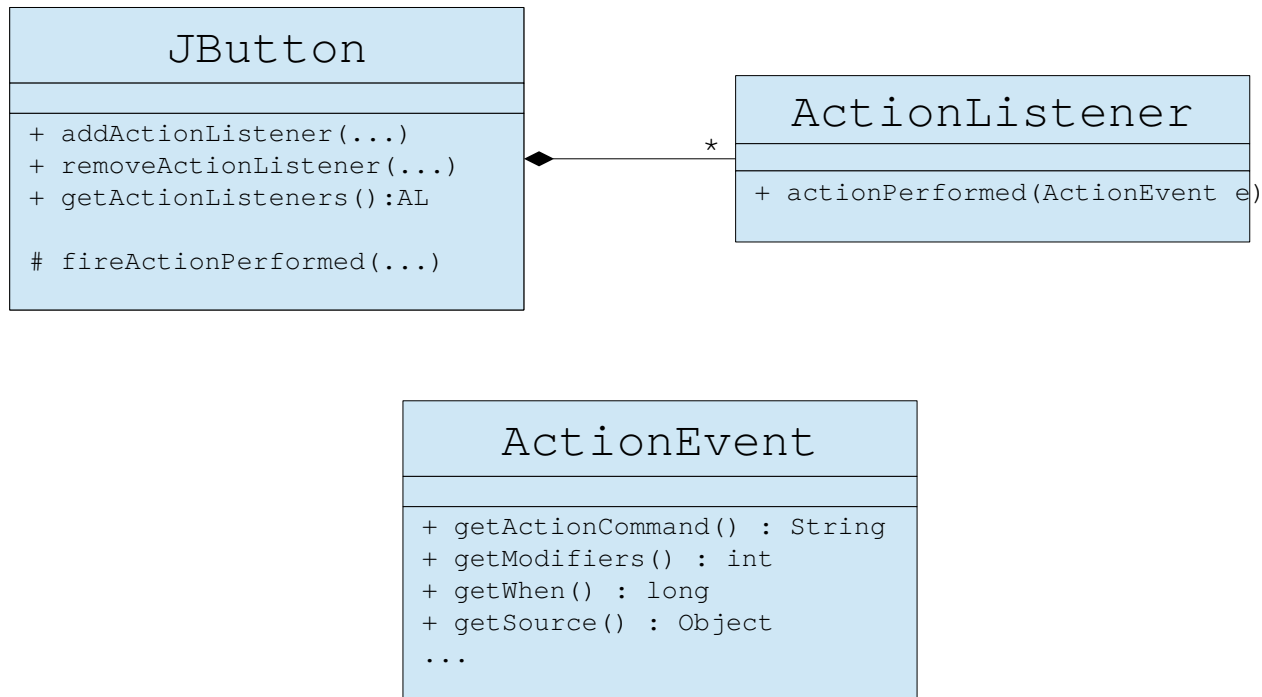 JButton
+ addActionListener(...)
+ removeActionListener(...)
+ getActionListeners():AL
# fireActionPerformed(...)
*
ActionListener
+ actionPerformed(ActionEvent e)
ActionEvent
+ getActionCommand() : String
+ getModifiers() : int
+ getWhen() : long
+ getSource() : Object
...